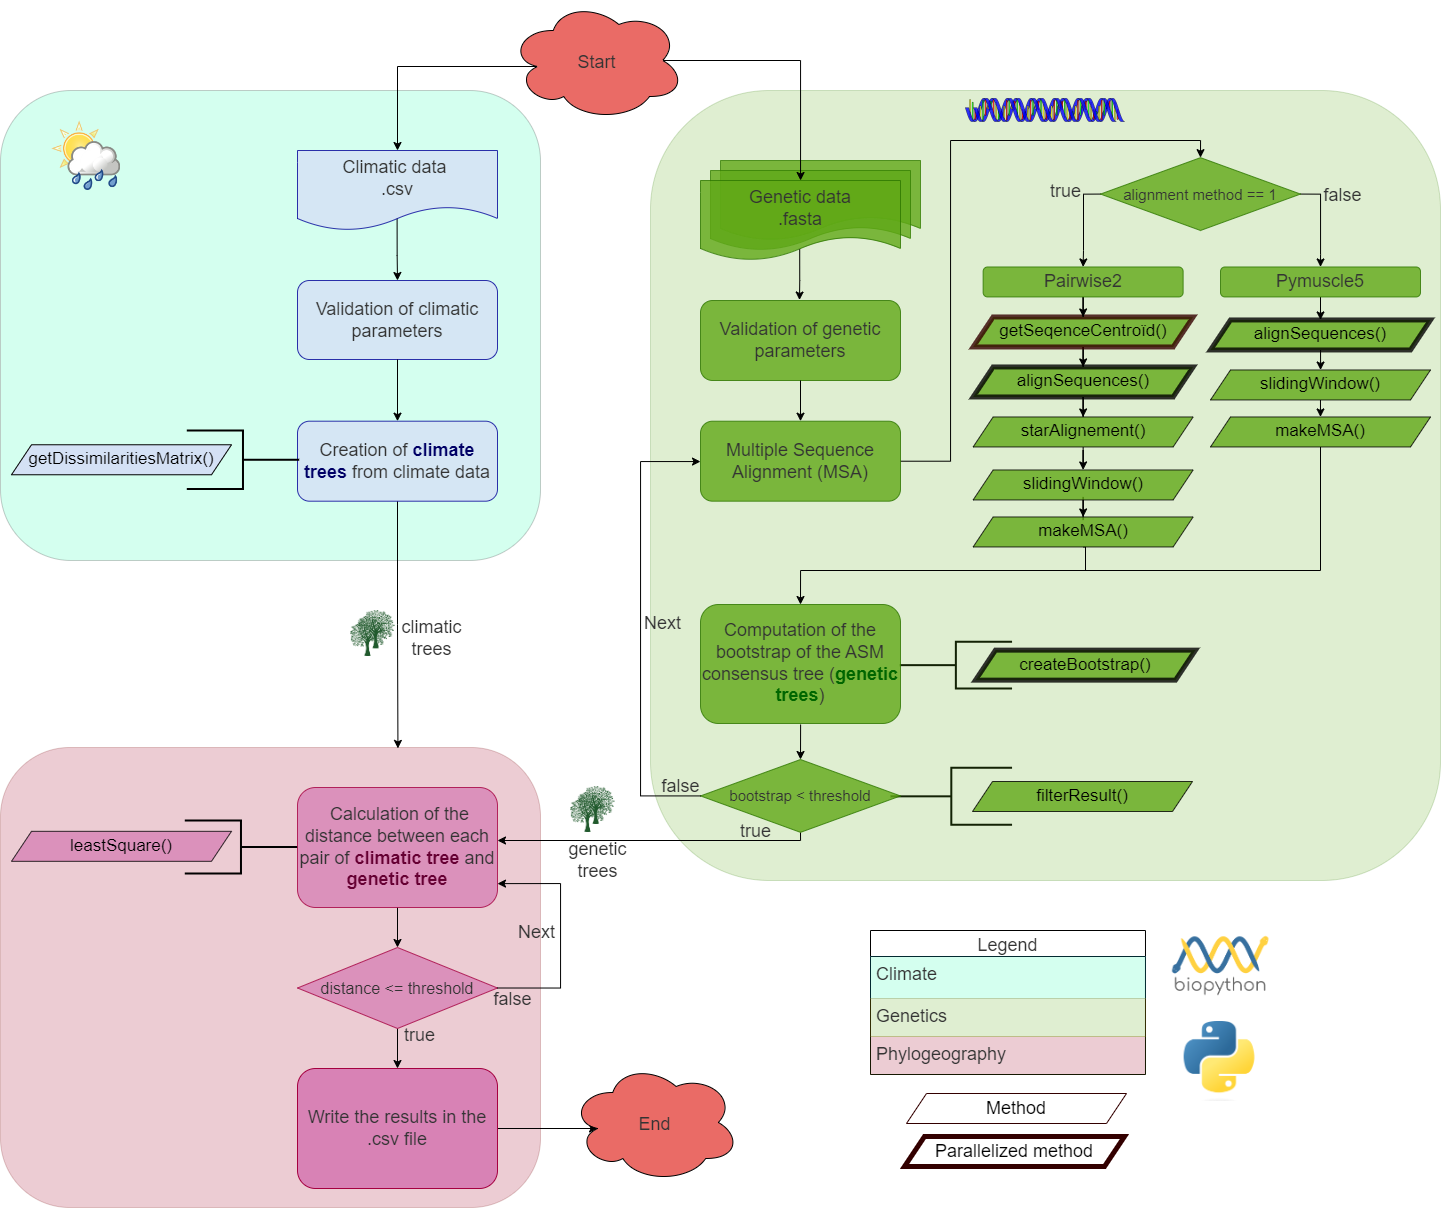 Start
Climatic data
.csv
Validation of climatic
parameters
Creation of climate
trees from climate data
getDissimilaritiesMatrix()
climatic
trees
Genetic data
.fasta
Validation of genetic
parameters
Multiple Sequence
Alignment (MSA)
alignment method == 1
true
false
Pairwise2
getSeqenceCentroïd()
alignSequences()
starAlignement()
slidingWindow()
makeMSA()
Pymuscle5
alignSequences()
slidingWindow()
makeMSA()
Next
Computation of the
bootstrap of the ASM
consensus tree (genetic
trees)
createBootstrap()
false
bootstrap < threshold
true
filterResult()
genetic
trees
Calculation of the
distance between each
pair of climatic tree and
genetic tree
leastSquare()
Next
distance <= threshold
false
true
Write the results in the
.csv file
End
Legend
Climate
Genetics
Phylogeography
Method
Parallelized method
biopython